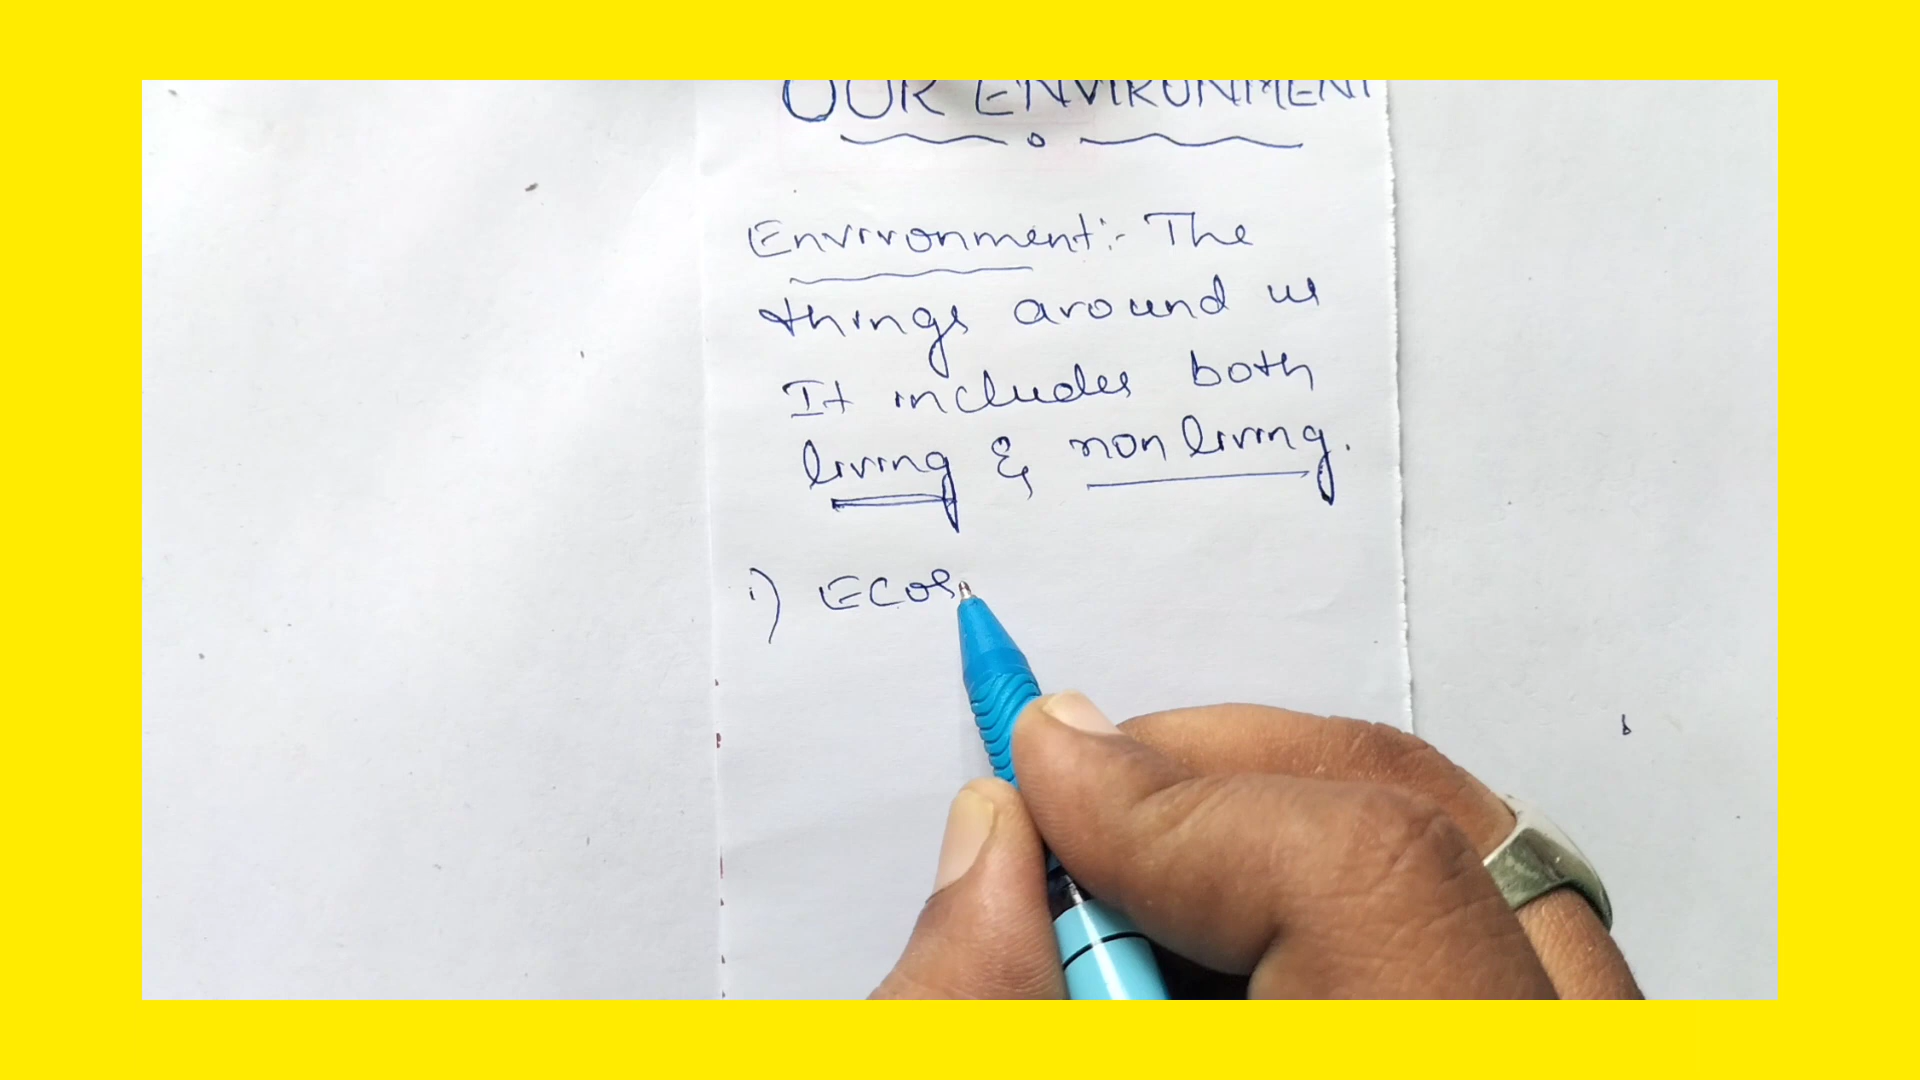 OUR ENVIRONMENT
Environment:- The
things around us
It includes both
living & non living.
i) Ecos